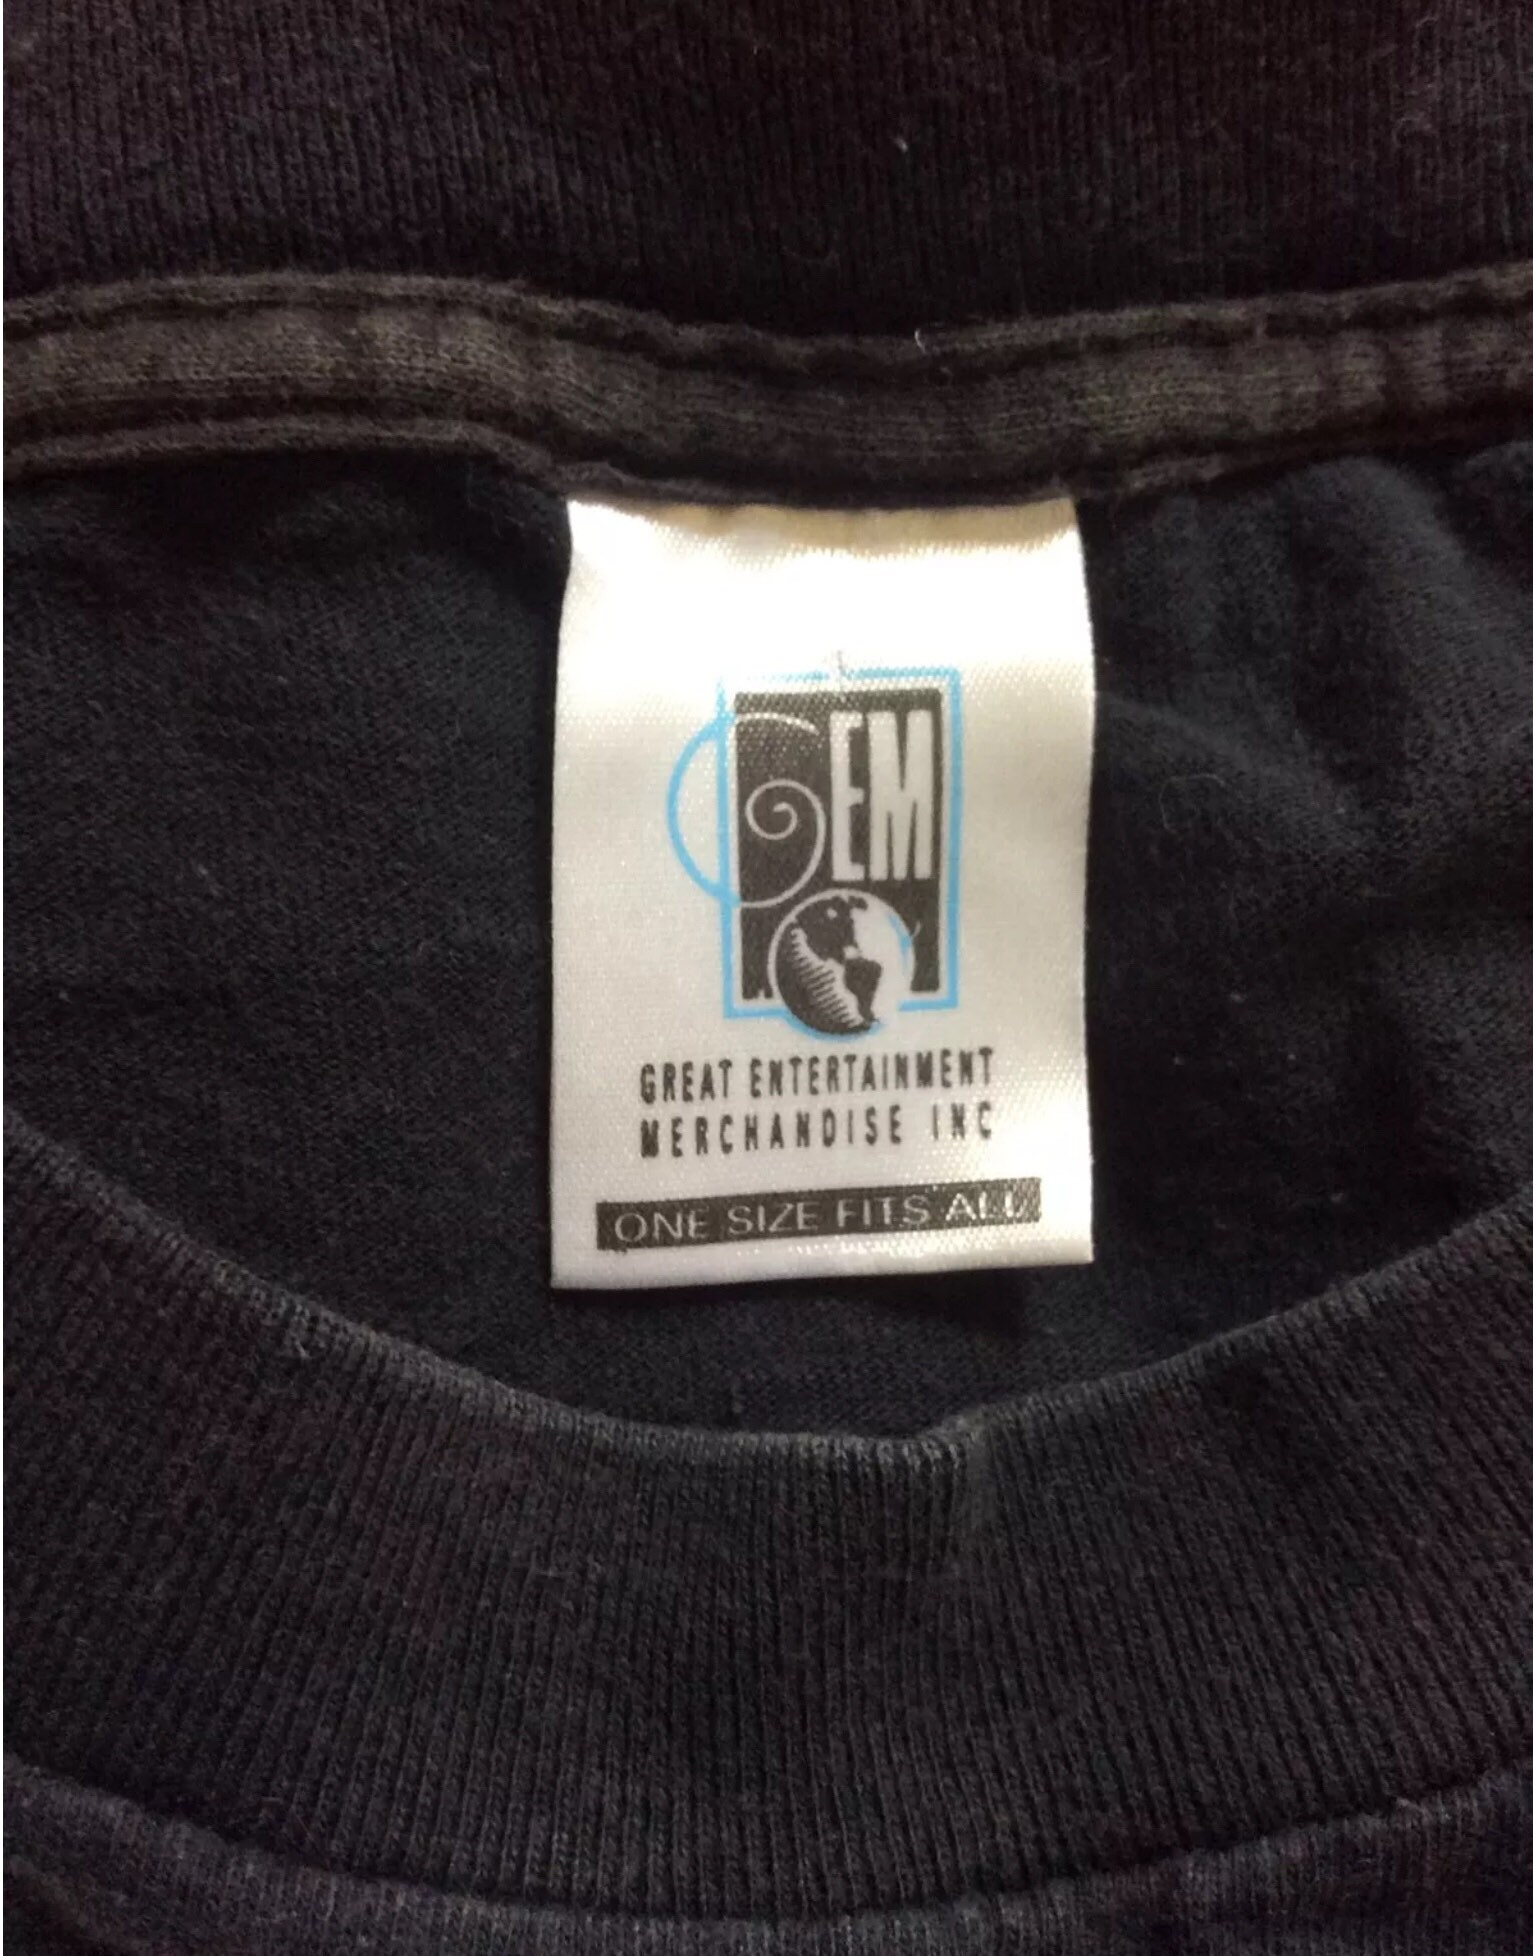 GEM
GREAT ENTERTAINMENT
MERCHANDISE INC
ONE SIZE FITS ALL